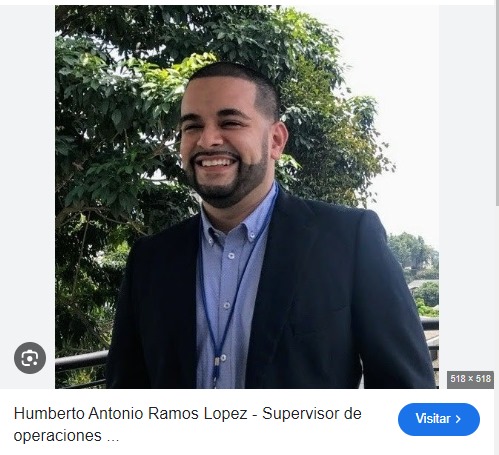 518 × 518
Humberto Antonio Ramos Lopez - Supervisor de
operaciones ...
Visitar >